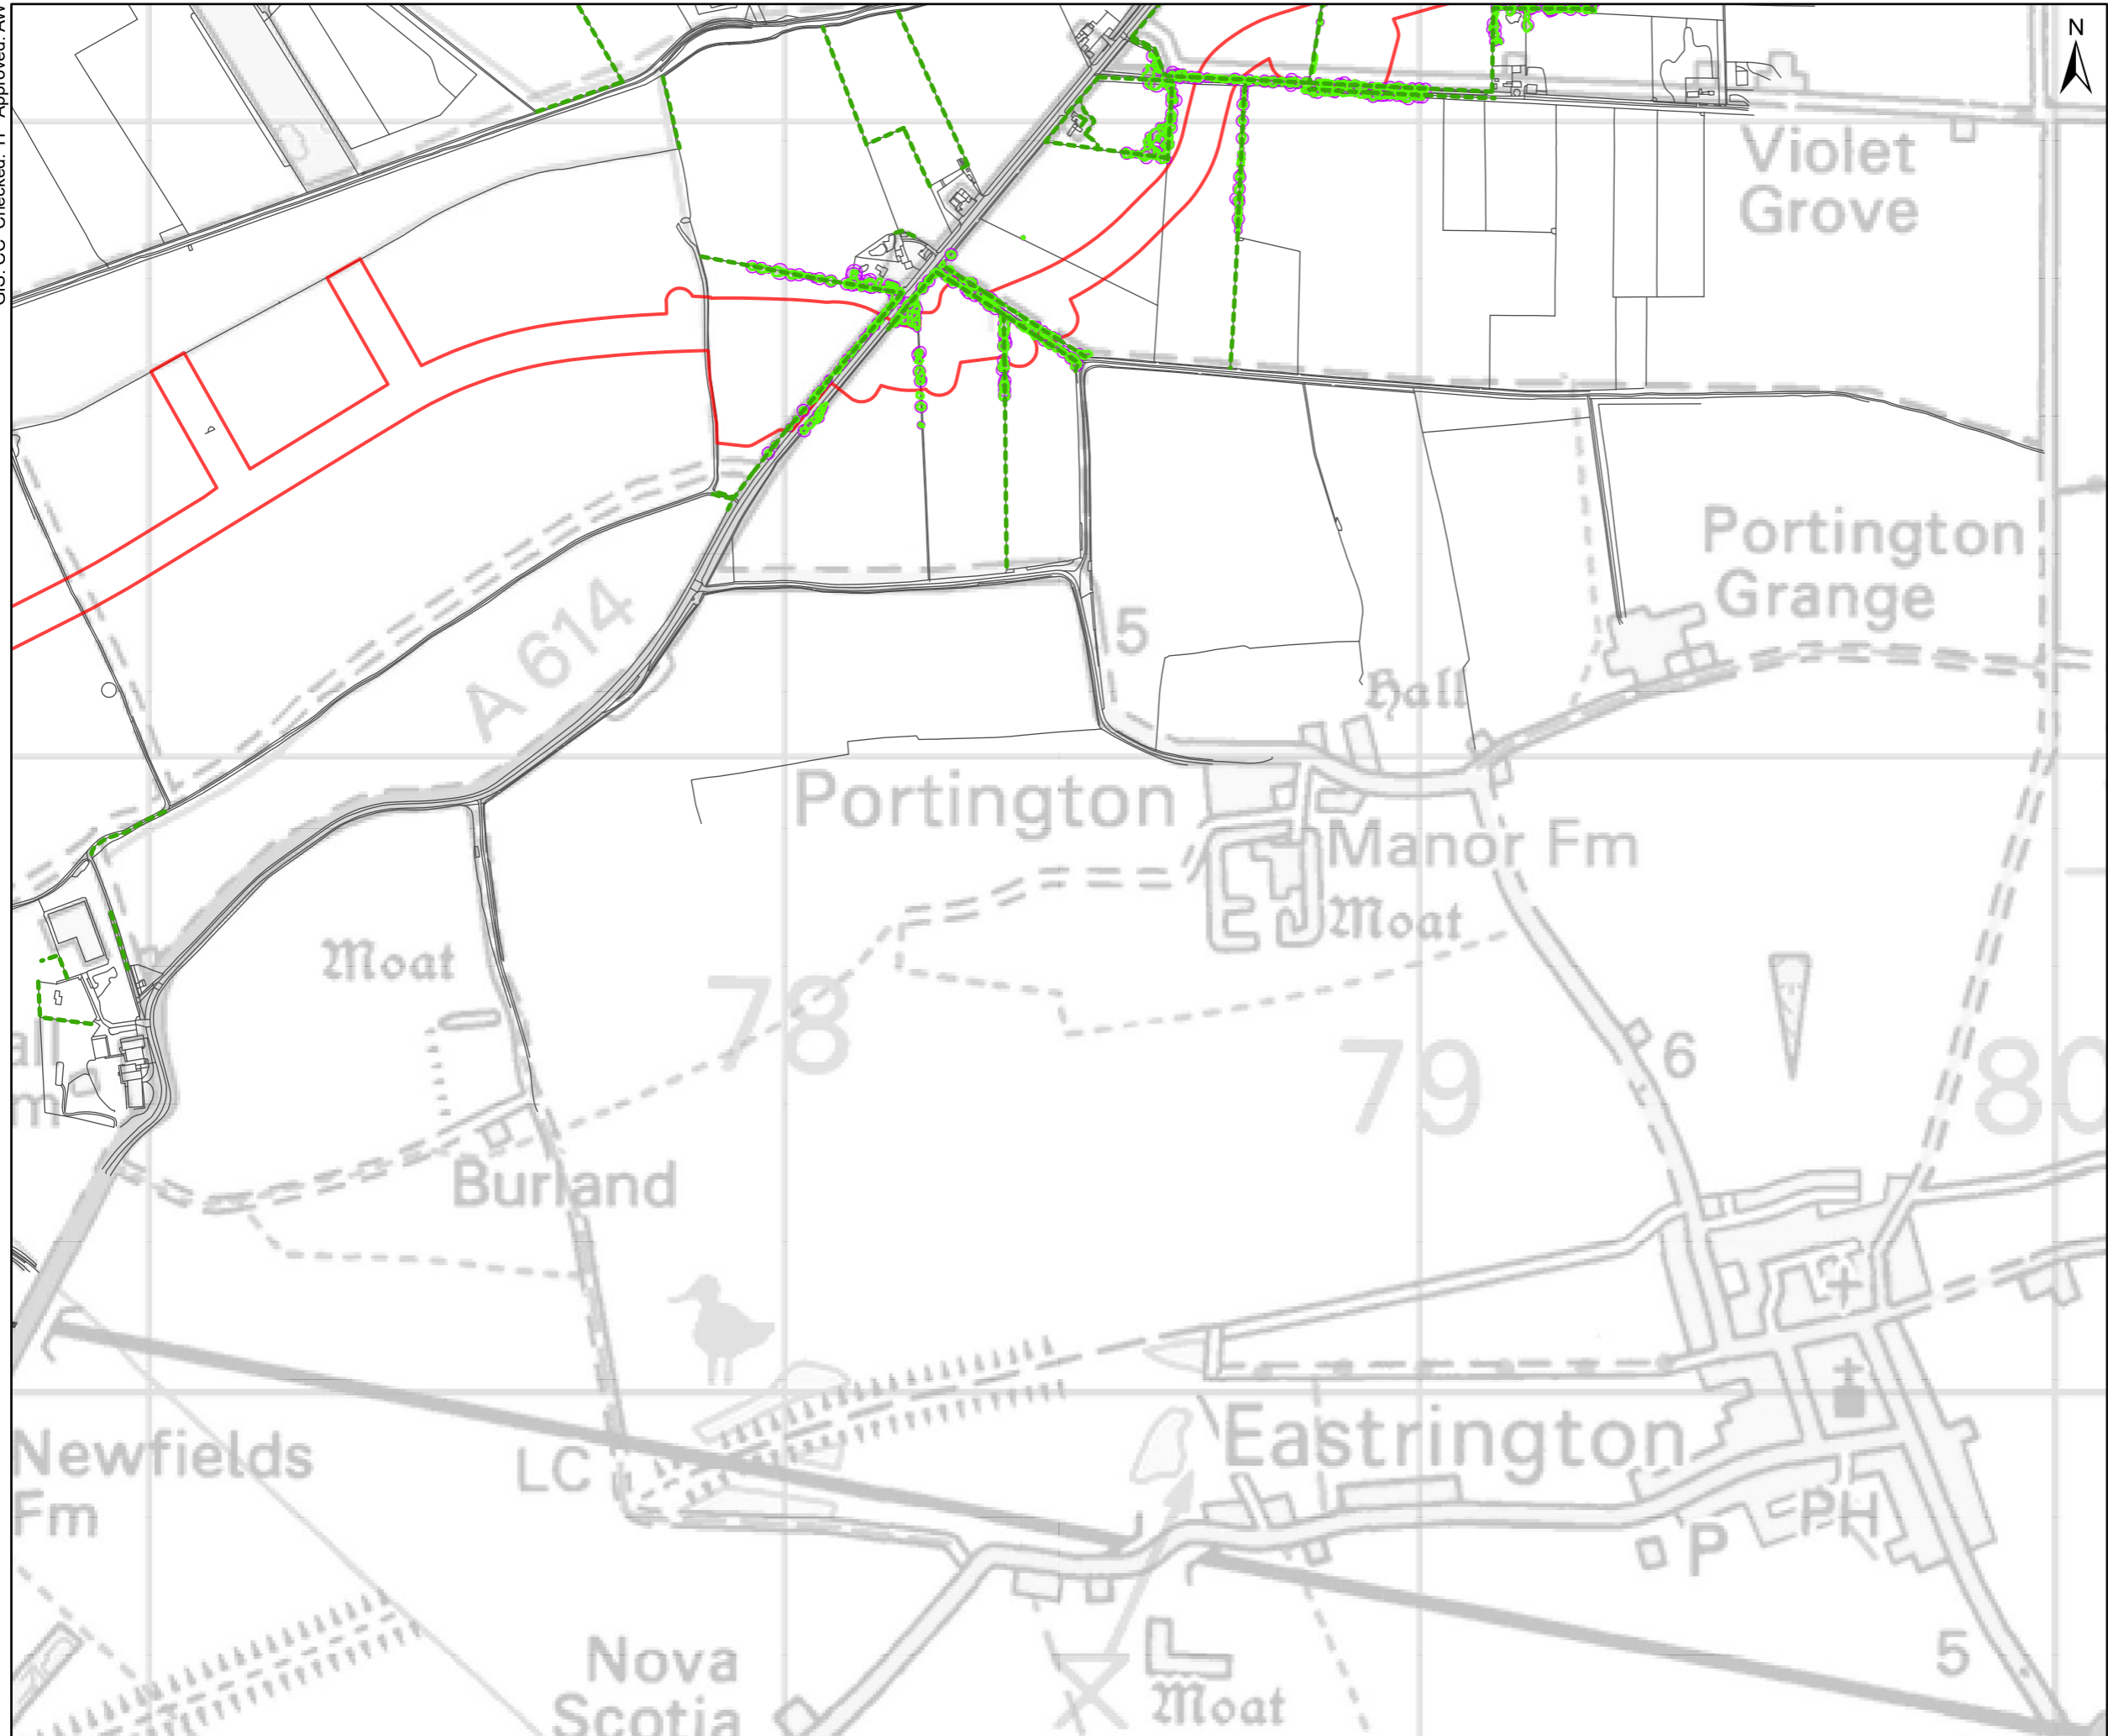 N
Violet
Grove
Portington
Grange
A 614
5
Hall
Portington
Manor Fm
Moat
Moat
78
79
80
6
Burland
Newfields
Fm
LC
Eastrington
PH
P
Nova
Scotia
Moat
5